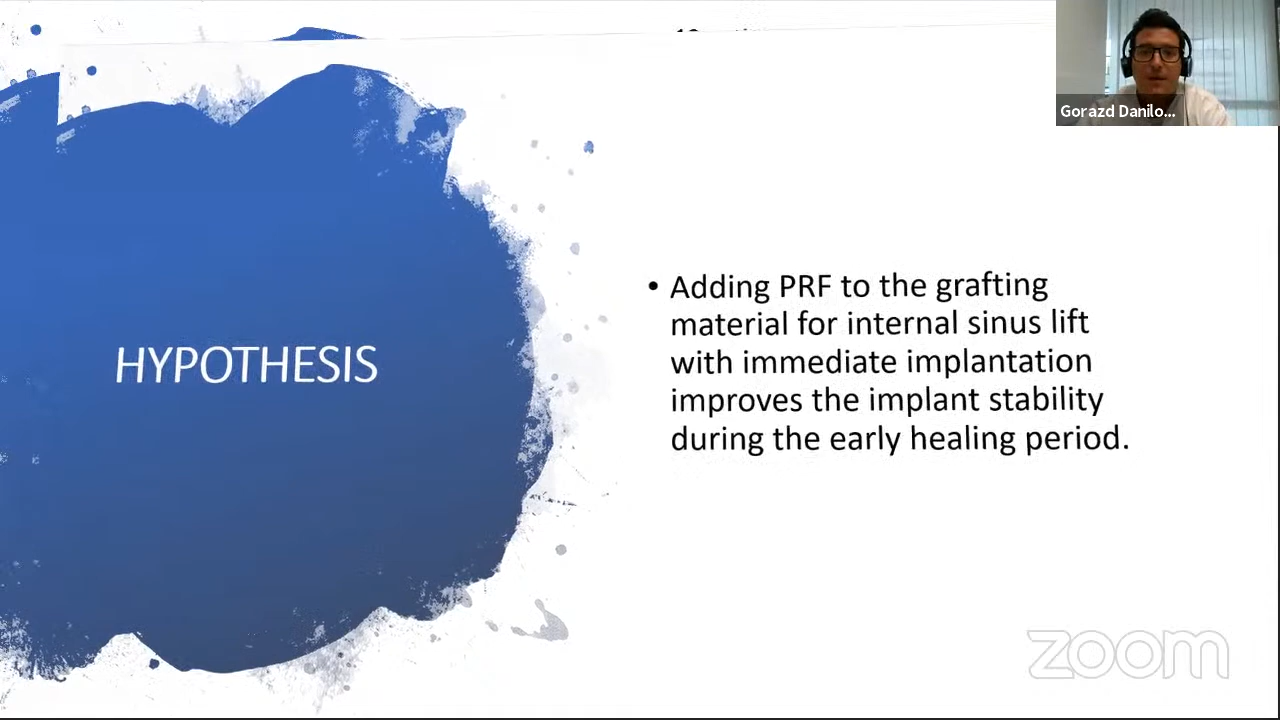 Gorazd Danilo...
HYPOTHESIS
• Adding PRF to the grafting
material for internal sinus lift
with immediate implantation
improves the implant stability
during the early healing period.
zoom